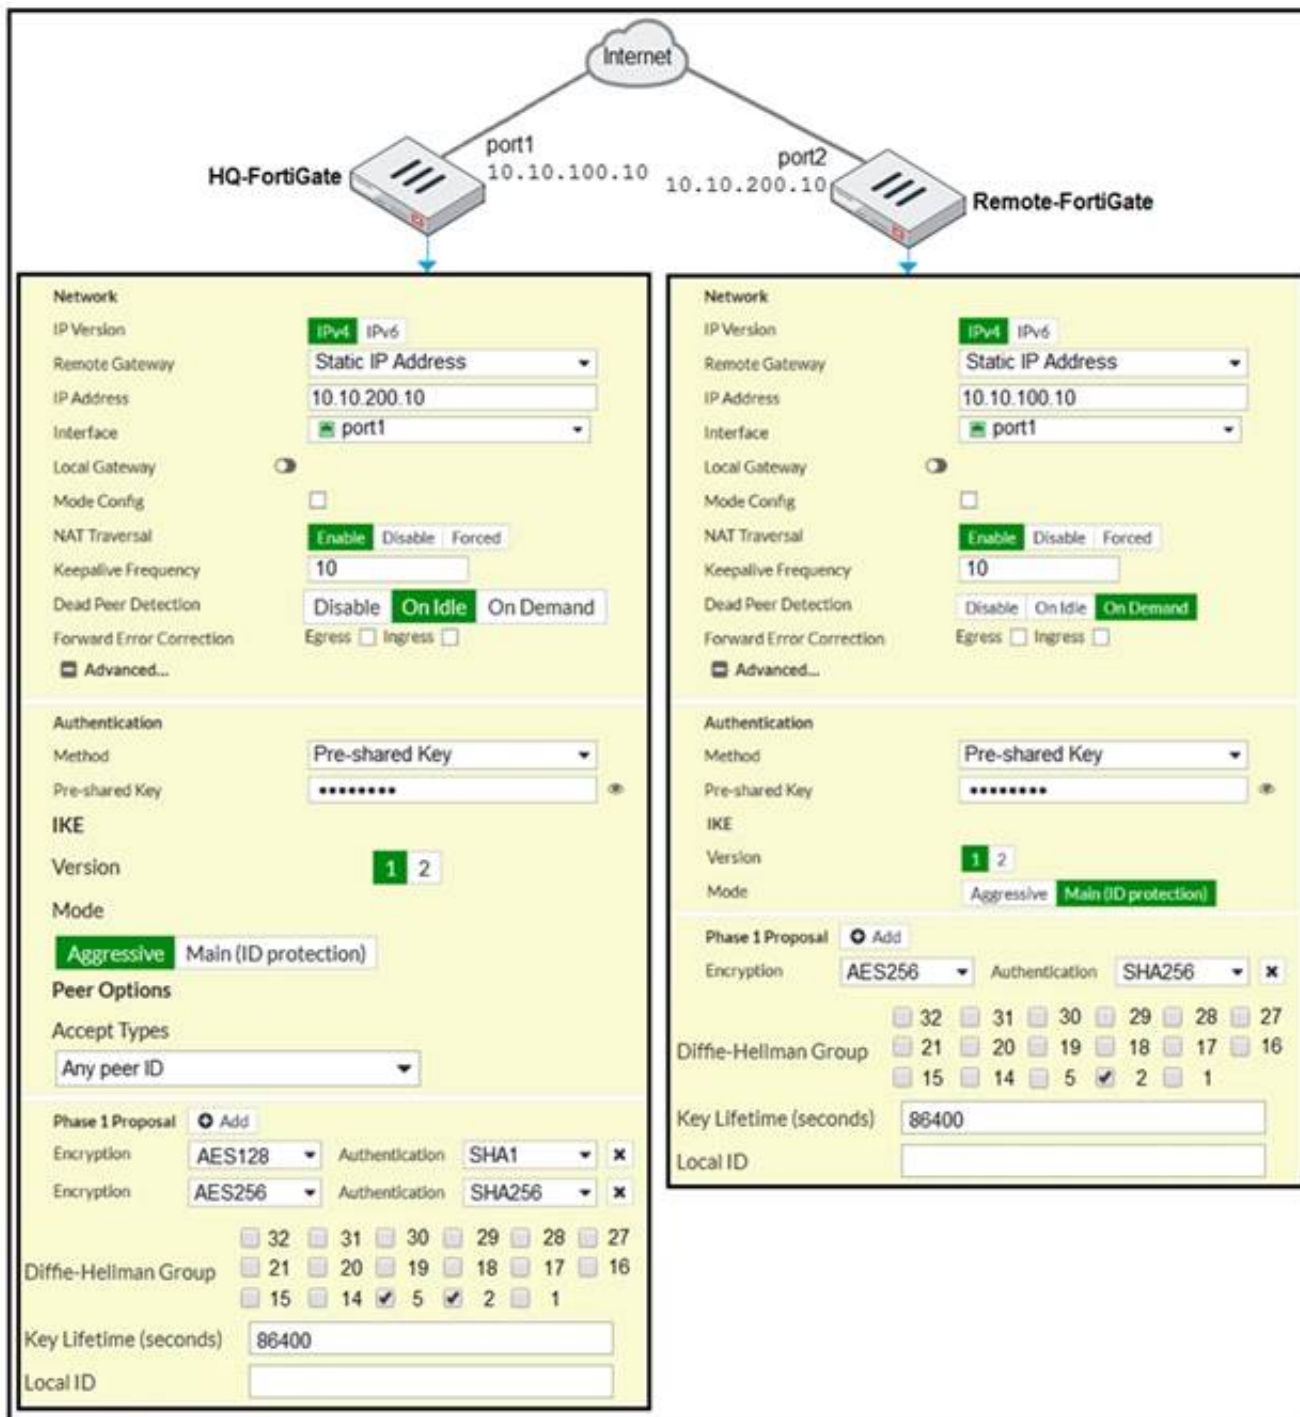 Internet
port1
10.10.100.10
HQ-FortiGate
port2
10.10.200.10
Remote-FortiGate
Network
IP Version IPv4 IPv6
Remote Gateway Static IP Address
IP Address 10.10.200.10
Interface port1
Local Gateway
Mode Config
NAT Traversal Enable Disable Forced
Keepalive Frequency 10
Dead Peer Detection Disable On Idle On Demand
Forward Error Correction Egress Ingress
Advanced...
Authentication
Method Pre-shared Key
Pre-shared Key ••••••••
IKE
Version 1 2
Mode
Aggressive Main (ID protection)
Peer Options
Accept Types
Any peer ID
Phase 1 Proposal Add
Encryption AES128 Authentication SHA1
Encryption AES256 Authentication SHA256
32 31 30 29 28 27
Diffie-Hellman Group 21 20 19 18 17 16
15 14 5 2 1
Key Lifetime (seconds) 86400
Local ID
Network
IP Version IPv4 IPv6
Remote Gateway Static IP Address
IP Address 10.10.100.10
Interface port1
Local Gateway
Mode Config
NAT Traversal Enable Disable Forced
Keepalive Frequency 10
Dead Peer Detection Disable On Idle On Demand
Forward Error Correction Egress Ingress
Advanced...
Authentication
Method Pre-shared Key
Pre-shared Key ••••••••
IKE
Version 1 2
Mode Aggressive Main (ID protection)
Phase 1 Proposal Add
Encryption AES256 Authentication SHA256
32 31 30 29 28 27
Diffie-Hellman Group 21 20 19 18 17 16
15 14 5 2 1
Key Lifetime (seconds) 86400
Local ID